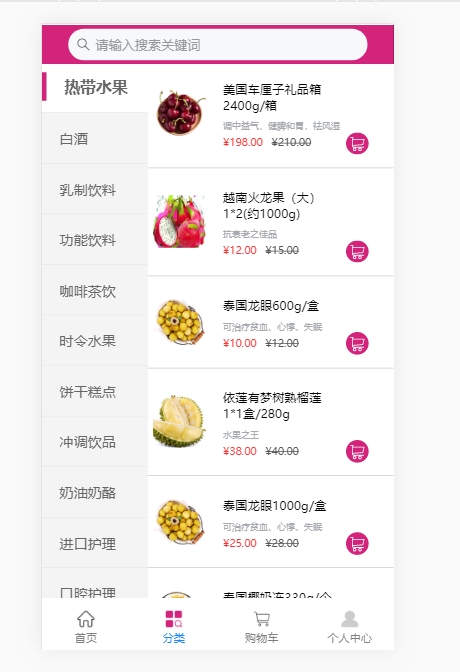 请输入搜索关键词
热带水果
白酒
乳制饮料
功能饮料
咖啡茶饮
时令水果
饼干糕点
冲调饮品
奶油奶酪
进口护理
口腔护理
美国车厘子礼品箱
2400g/箱
调中益气、健脾和胃、祛风湿
¥198.00 ¥210.00
越南火龙果（大）
1*2(约1000g)
抗衰老之佳品
¥12.00 ¥15.00
泰国龙眼600g/盒
可治疗贫血、心悸、失眠
¥10.00 ¥12.00
依莲有梦树熟榴莲
1*1盒/280g
水果之王
¥38.00 ¥40.00
泰国龙眼1000g/盒
可治疗贫血、心悸、失眠
¥25.00 ¥28.00
泰国椰奶冻330g/个
首页
分类
购物车
个人中心